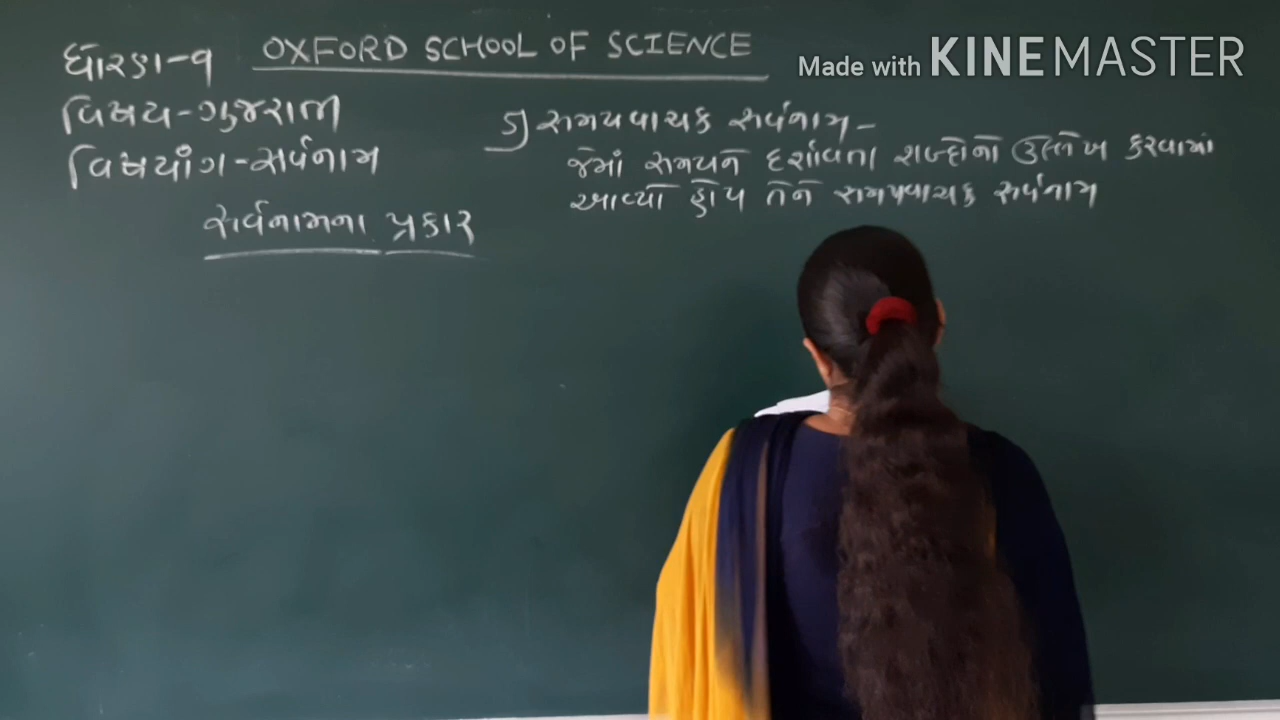 OXFORD SCHOOL OF SCIENCE
Made with KINEMASTER
ધોરણ-૧
વિષય-ગુજરાતી
વિષયાંગ-સર્વનામ
સર્વનામના પ્રકાર
૬) સમયવાચક સર્વનામ -
જેમાં સમયને દર્શાવતા શબ્દોનો ઉલ્લેખ કરવામાં
આવ્યો હોય તેને સમયવાચક સર્વનામ